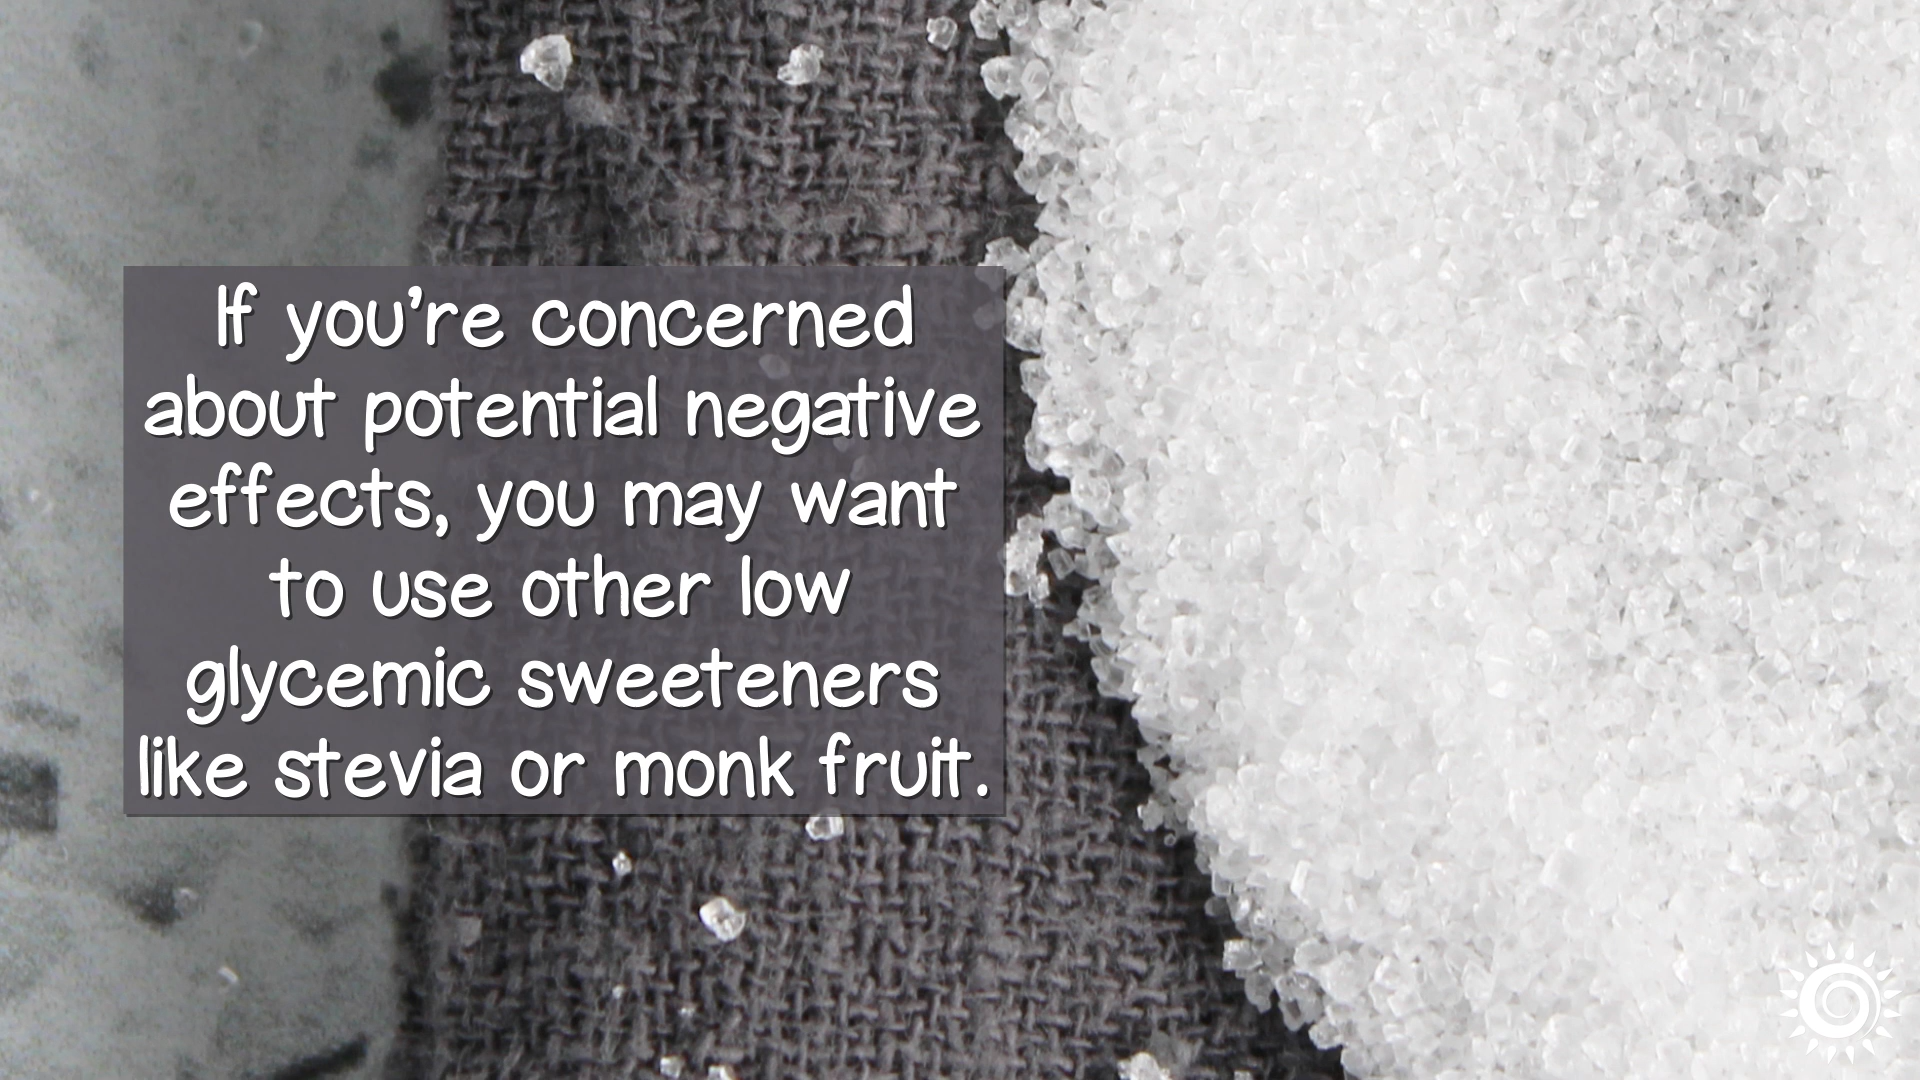 If you're concerned
about potential negative
effects, you may want
to use other low
glycemic sweeteners
like stevia or monk fruit.